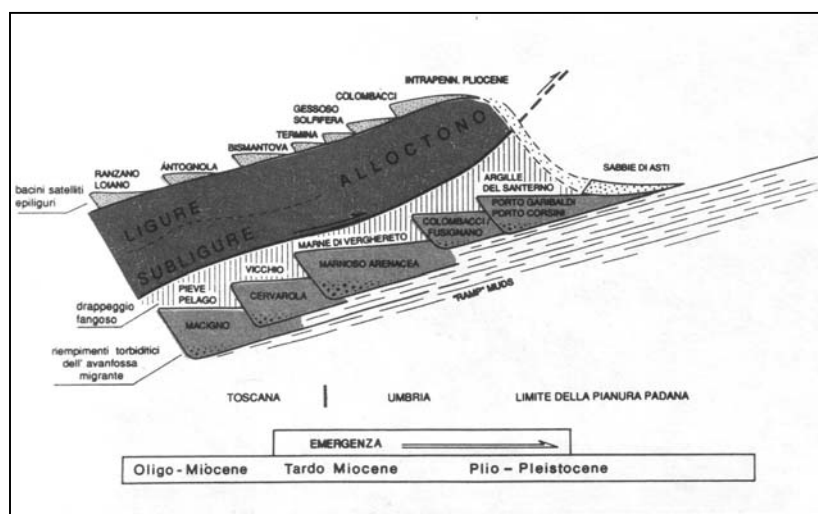 INTRAPENN. PLIOCENE
COLOMBACCI
GESSOSO
SOLFIFERA
TERMINA
BISMANTOVA
ANTOGNOLA
RANZANO
LOIANO
bacini satelliti
epiliguri
ALLOCTONO
LIGURE
SUBLIGURE
SABBIE DI ASTI
ARGILLE
DEL SANTERNO
PORTO GARIBALDI
PORTO CORSINI
COLOMBACCI/
FUSIGNANO
MARNE DI VERGHERETO
MARNOSO ARENACEA
VICCHIO
CERVAROLA
PIEVE
PELAGO
MACIGNO
"RAMP" MUDS
drappeggio
fangoso
riempimenti torbiditici
dell' avanfossa
migrante
TOSCANA
UMBRIA
LIMITE DELLA PIANURA PADANA
EMERGENZA
Oligo-Miocene
Tardo Miocene
Plio-Pleistocene